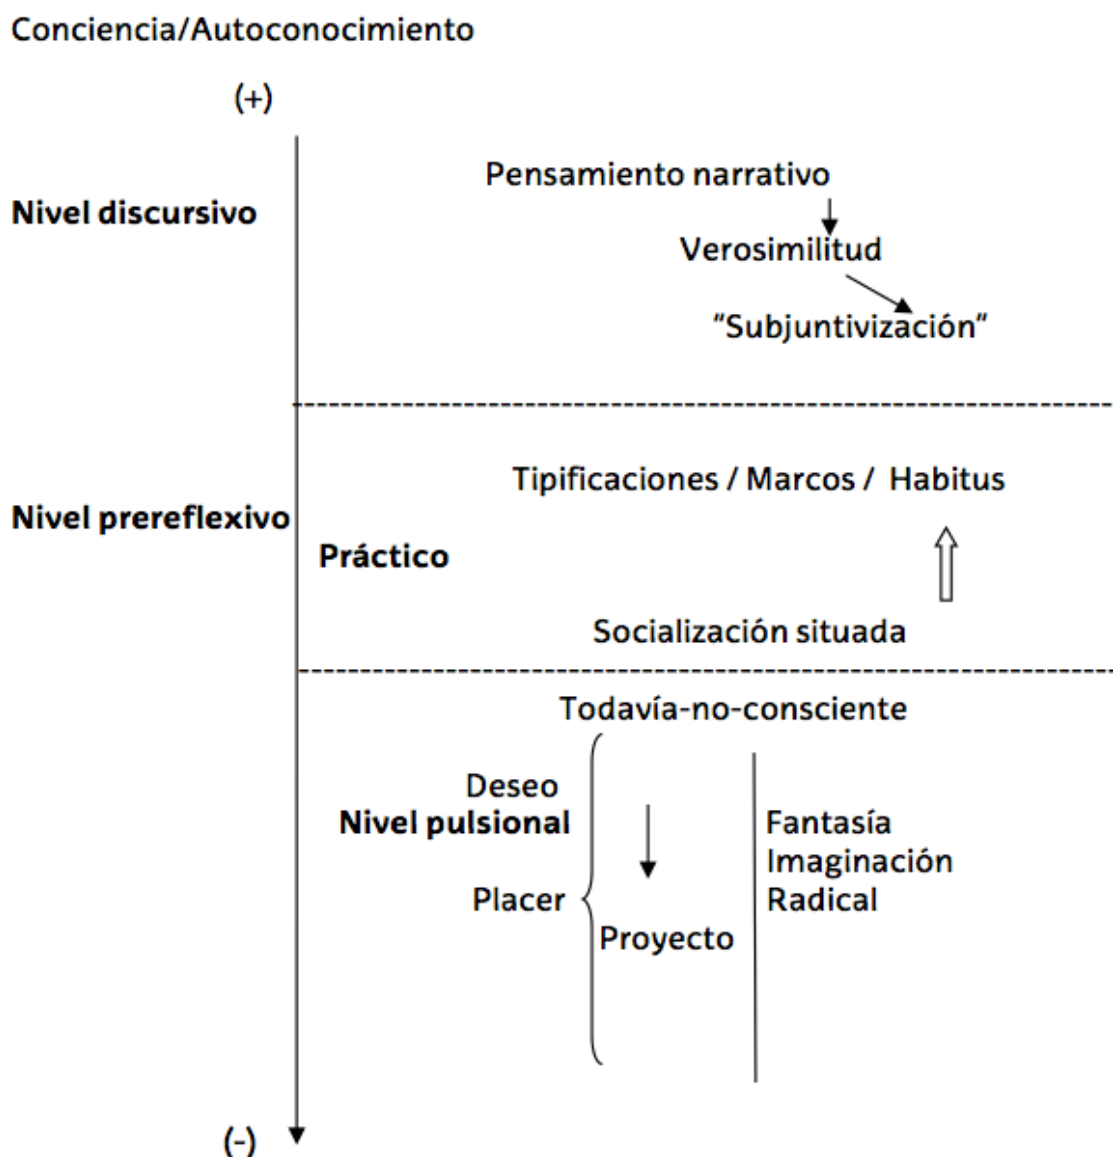 Conciencia/Autoconocimiento
(+)
Pensamiento narrativo
Nivel discursivo
Verosimilitud
"Subjuntivización"
Tipificaciones / Marcos / Habitus
Nivel prereflexivo
Práctico
Socialización situada
Todavía-no-consciente
Deseo
Nivel pulsional
Placer
Proyecto
Fantasía
Imaginación
Radical
(-)